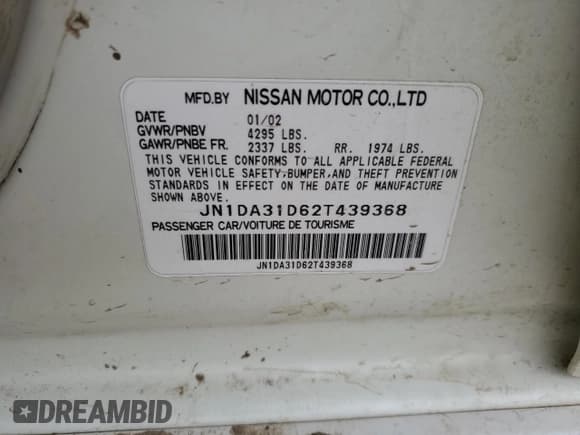 MFD.BY NISSAN MOTOR CO.,LTD
DATE 01/02
GVWR/PNBV 4295 LBS.
GAWR/PNBE FR. 2337 LBS. RR. 1974 LBS.
THIS VEHICLE CONFORMS TO ALL APPLICABLE FEDERAL
MOTOR VEHICLE SAFETY,BUMPER,AND THEFT PREVENTION
STANDARDS IN EFFECT ON THE DATE OF MANUFACTURE
SHOWN ABOVE.
JN1DA31D62T439368
PASSENGER CAR/VOITURE DE TOURISME
JN1DA31D62T439368
DREAMBID